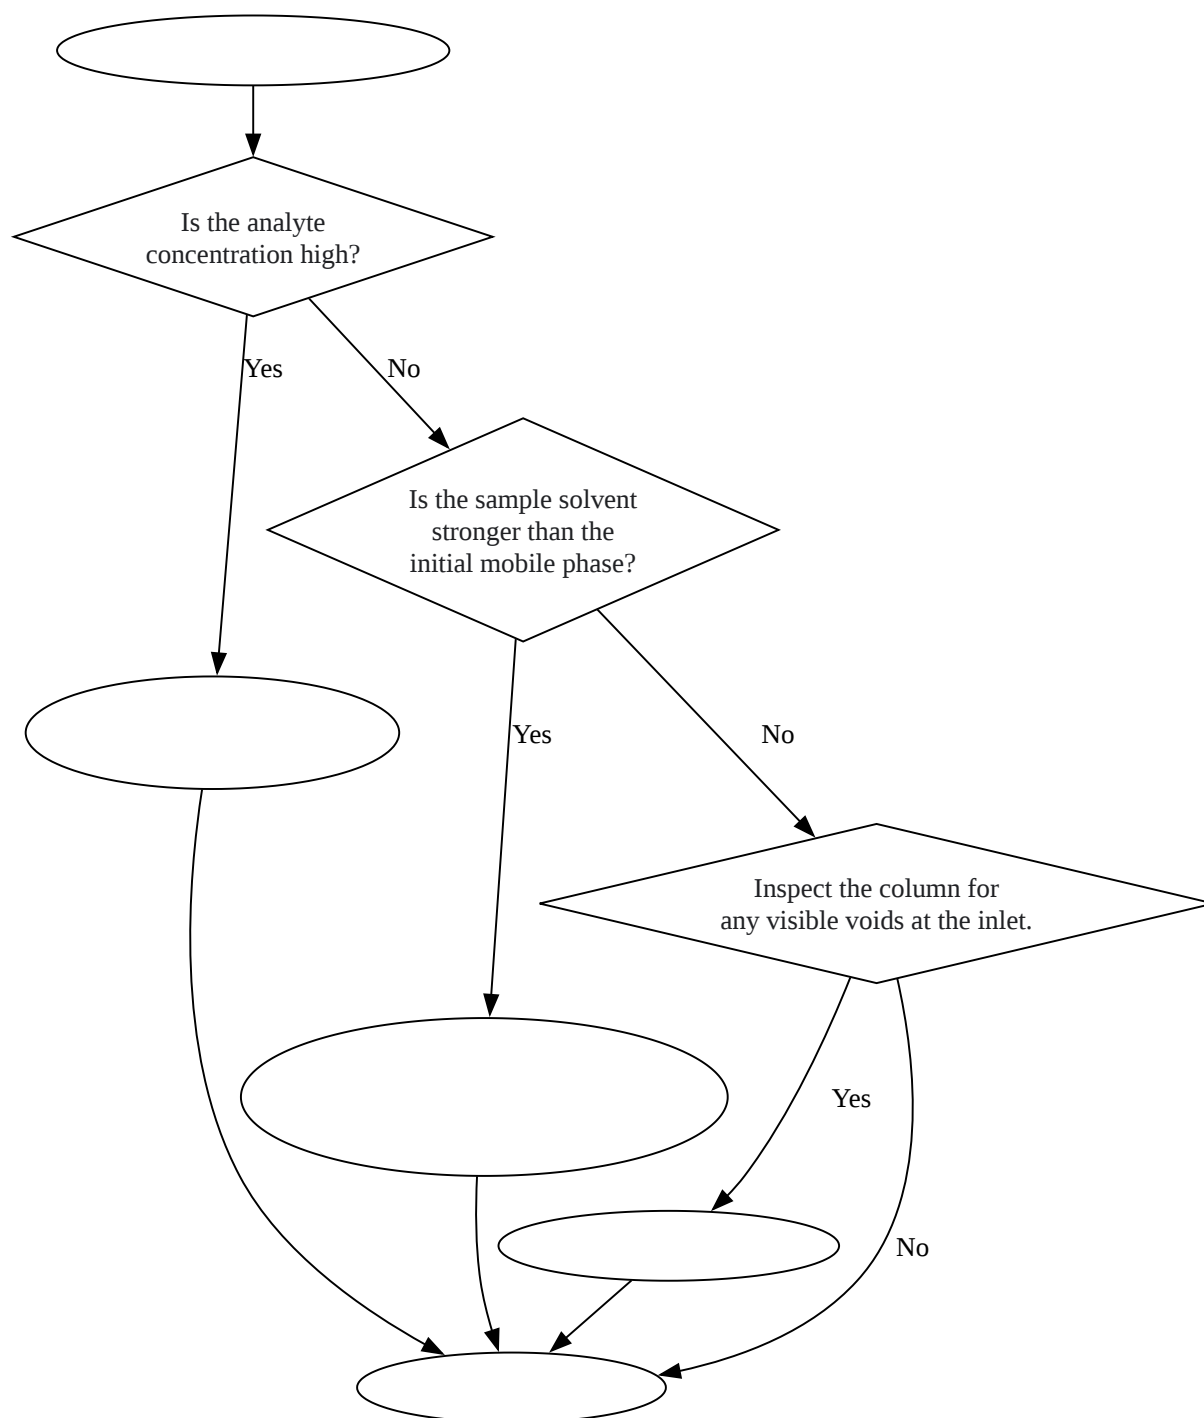 Is the analyte
concentration high?
Yes
No
Is the sample solvent
stronger than the
initial mobile phase?
Yes
No
Inspect the column for
any visible voids at the inlet.
Yes
No